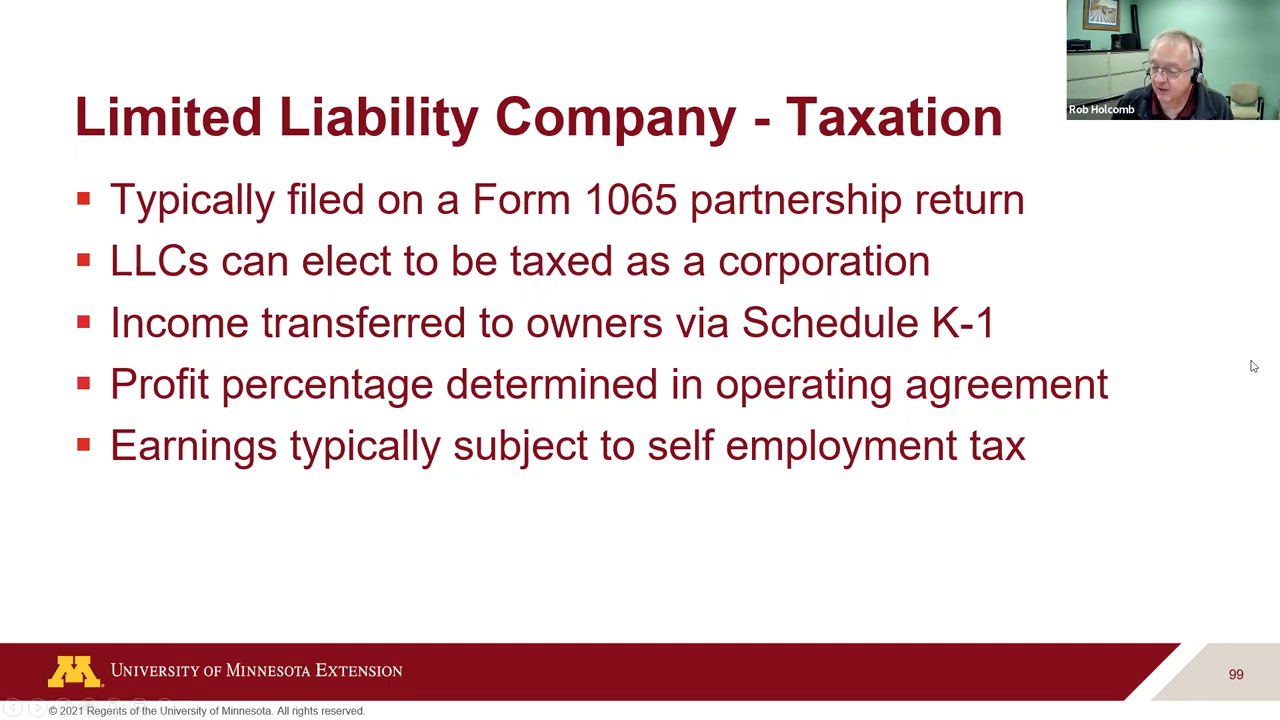 Rob Holcomb
Limited Liability Company - Taxation
Typically filed on a Form 1065 partnership return
LLCs can elect to be taxed as a corporation
Income transferred to owners via Schedule K-1
Profit percentage determined in operating agreement
Earnings typically subject to self employment tax
M
UNIVERSITY OF MINNESOTA EXTENSION
99
© 2021 Regents of the University of Minnesota. All rights reserved.